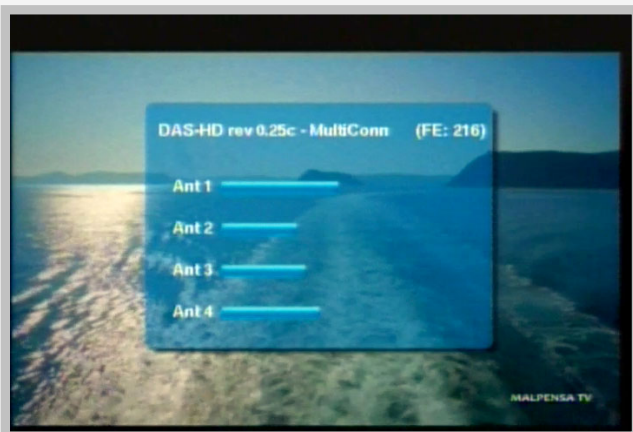 DAS-HD rev 0.25c - MultiConn (FE: 216)
Ant 1
Ant 2
Ant 3
Ant 4
MALPENSA TV